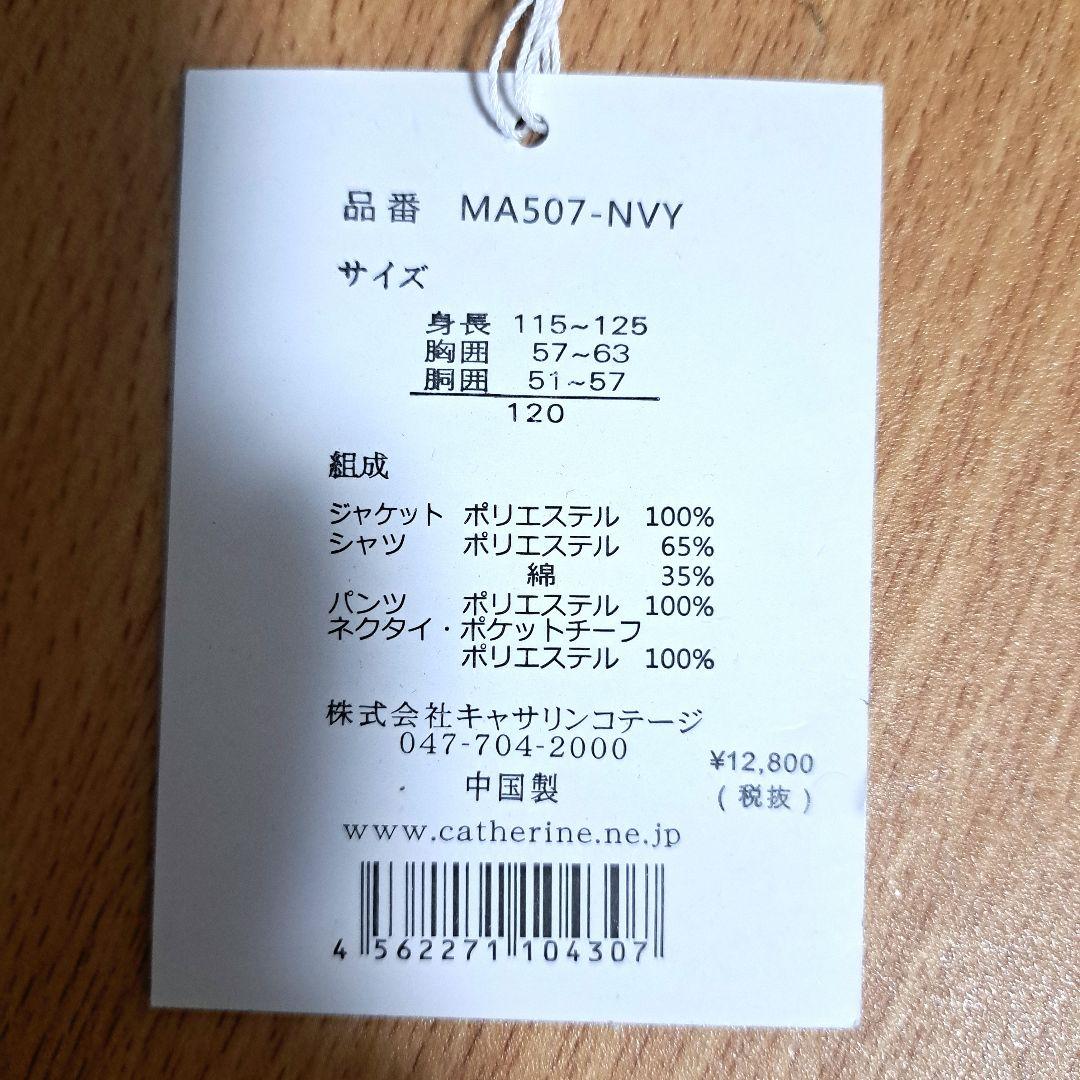 品番 MA507-NVY
サイズ
身長 115~125
胸囲 57~63
胴囲 51~57
120
組成
ジャケット ポリエステル 100%
シャツ ポリエステル 65%
綿 35%
パンツ ポリエステル 100%
ネクタイ・ポケットチーフ
ポリエステル 100%
株式会社キャサリンコテージ
047-704-2000
¥12,800
(税抜)
中国製
www.catherine.ne.jp
4 562271 104307